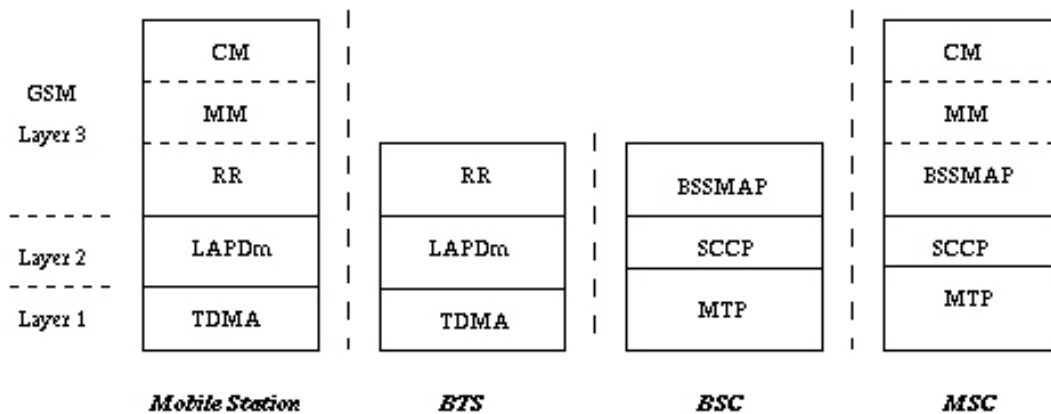 CM CM
GSM MM MM
Layer 3
RR RR BSSMAP BSSMAP
Layer 2 LAPDm LAPDm SCCP SCCP
Layer 1 TDMA TDMA MTP MTP
Mobile Station BTS BSC MSC